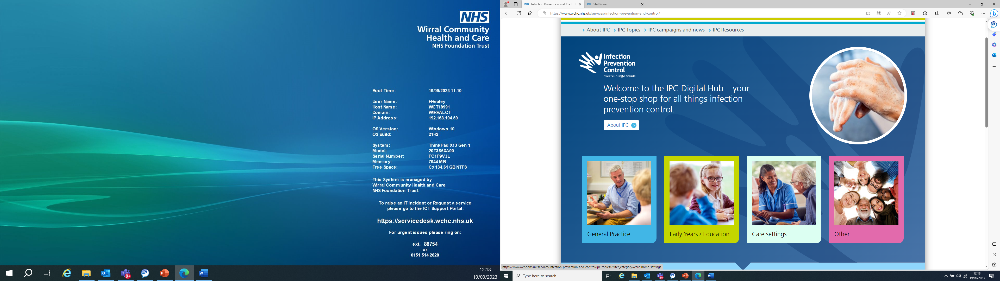 NHS
Wirral Community
Health and Care
NHS Foundation Trust
Boot Time: 19/09/2023 11:10
User Name: HHealey
Host Name: WCT18991
Domain: WIRRALCT
IP Address: 192.168.194.59
OS Version: Windows 10
OS Build: 21H2
System: ThinkPad X13 Gen 1
Model: 20T3S6XA00
Serial Number: PC1P9VJL
Memory: 7944 MB
Free Space: C:\ 134.61 GB NTFS
This System is managed by
Wirral Community Health and Care
NHS Foundation Trust
To raise an IT incident or Request a service
please go to the ICT Support Portal:
https://servicedesk.wchc.nhs.uk
For urgent issues please ring on:
ext. 88754
or
0151 514 2828
9+
12:18
19/09/2023
Infection Prevention and Control
StaffZone
https://www.wchc.nhs.uk/services/infection-prevention-and-control/
About IPC IPC Topics IPC campaigns and news IPC Resources
Infection
Prevention
Control
You're in safe hands
Welcome to the IPC Digital Hub – your
one-stop shop for all things infection
prevention control.
About IPC
General Practice
Early Years / Education
Care settings
Other
https://www.wchc.nhs.uk/services/infection-prevention-and-control/ipc-topics/?filter_category=care-home-settings
Type here to search
9+
12:18
19/09/2023